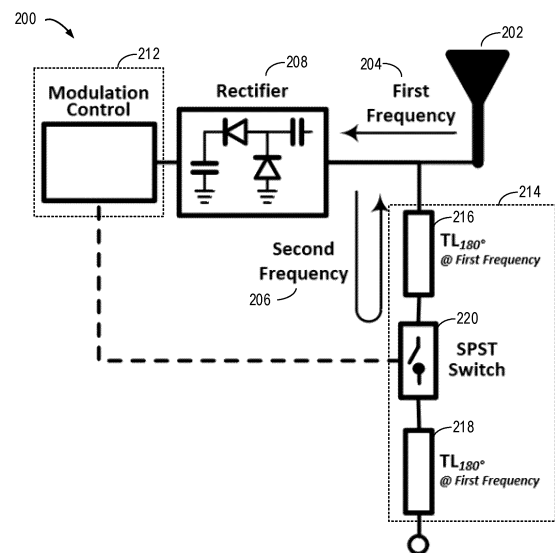 200
212
202
Modulation
Control
208
Rectifier
204
First
Frequency
214
216
TL180°
@ First Frequency
Second
Frequency
206
220
SPST
Switch
218
TL180°
@ First Frequency